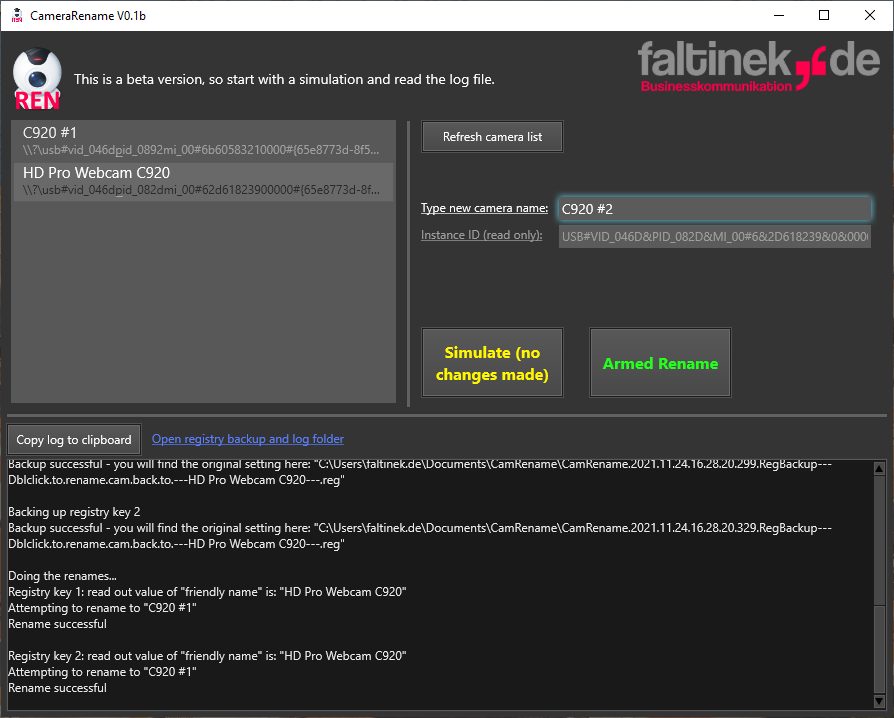 CameraRename V0.1b
REN
This is a beta version, so start with a simulation and read the log file.
faltinek,de
Businesskommunikation
C920 #1
\\?\usb#vid_046dpid_0892mi_00#6b60583210000#{65e8773d-8f5...
HD Pro Webcam C920
\\?\usb#vid_046dpid_082dmi_00#62d61823900000#{65e8773d-8f...
Refresh camera list
Type new camera name:
C920 #2
Instance ID (read only):
USB#VID_046D&PID_082D&MI_00#6&2D618239&0&000
Simulate (no
changes made)
Armed Rename
Copy log to clipboard
Open registry backup and log folder
Backup successful - you will find the original setting here: "C:\Users\faltinek.de\Documents\CamRename\CamRename.2021.11.24.16.28.20.299.RegBackup---
Dblclick.to.rename.cam.back.to.---HD Pro Webcam C920---.reg"
Backing up registry key 2
Backup successful - you will find the original setting here: "C:\Users\faltinek.de\Documents\CamRename\CamRename.2021.11.24.16.28.20.329.RegBackup---
Dblclick.to.rename.cam.back.to.---HD Pro Webcam C920---.reg"
Doing the renames...
Registry key 1: read out value of "friendly name" is: "HD Pro Webcam C920"
Attempting to rename to "C920 #1"
Rename successful
Registry key 2: read out value of "friendly name" is: "HD Pro Webcam C920"
Attempting to rename to "C920 #1"
Rename successful